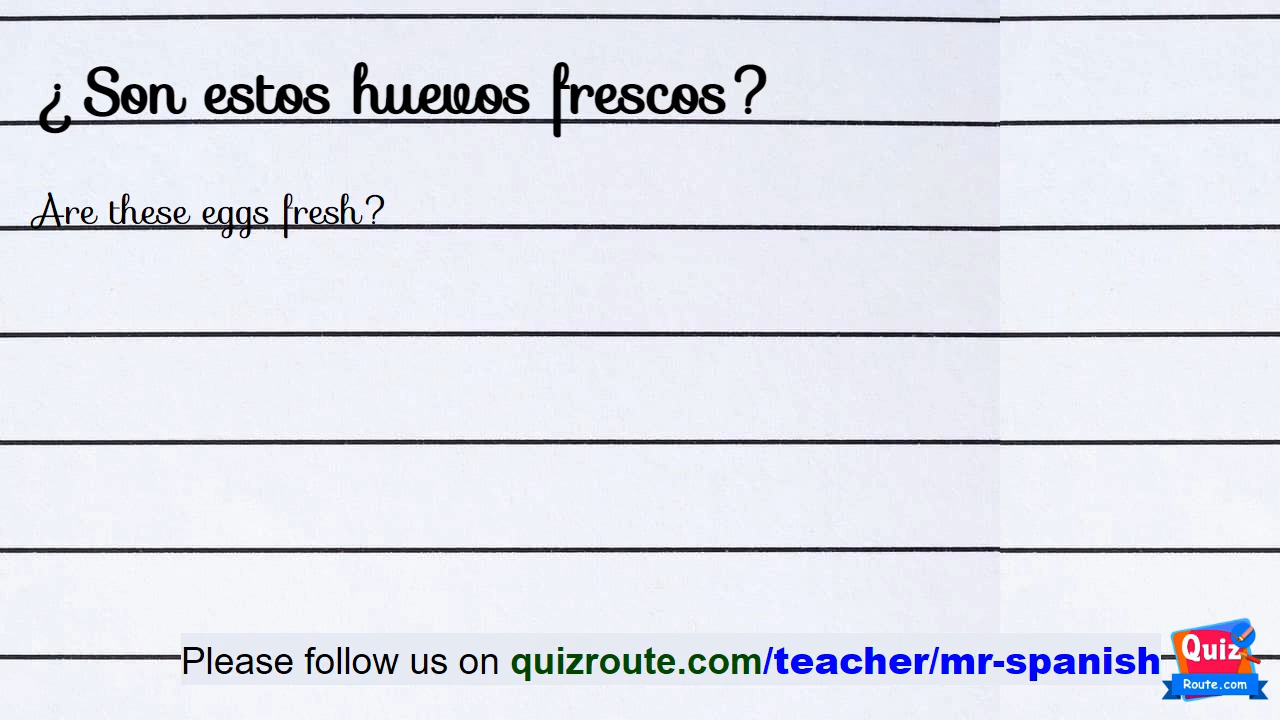 ¿ Son estos huevos frescos?
Are these eggs fresh?
Please follow us on quizroute.com/teacher/mr-spanish
Quiz
Route.com